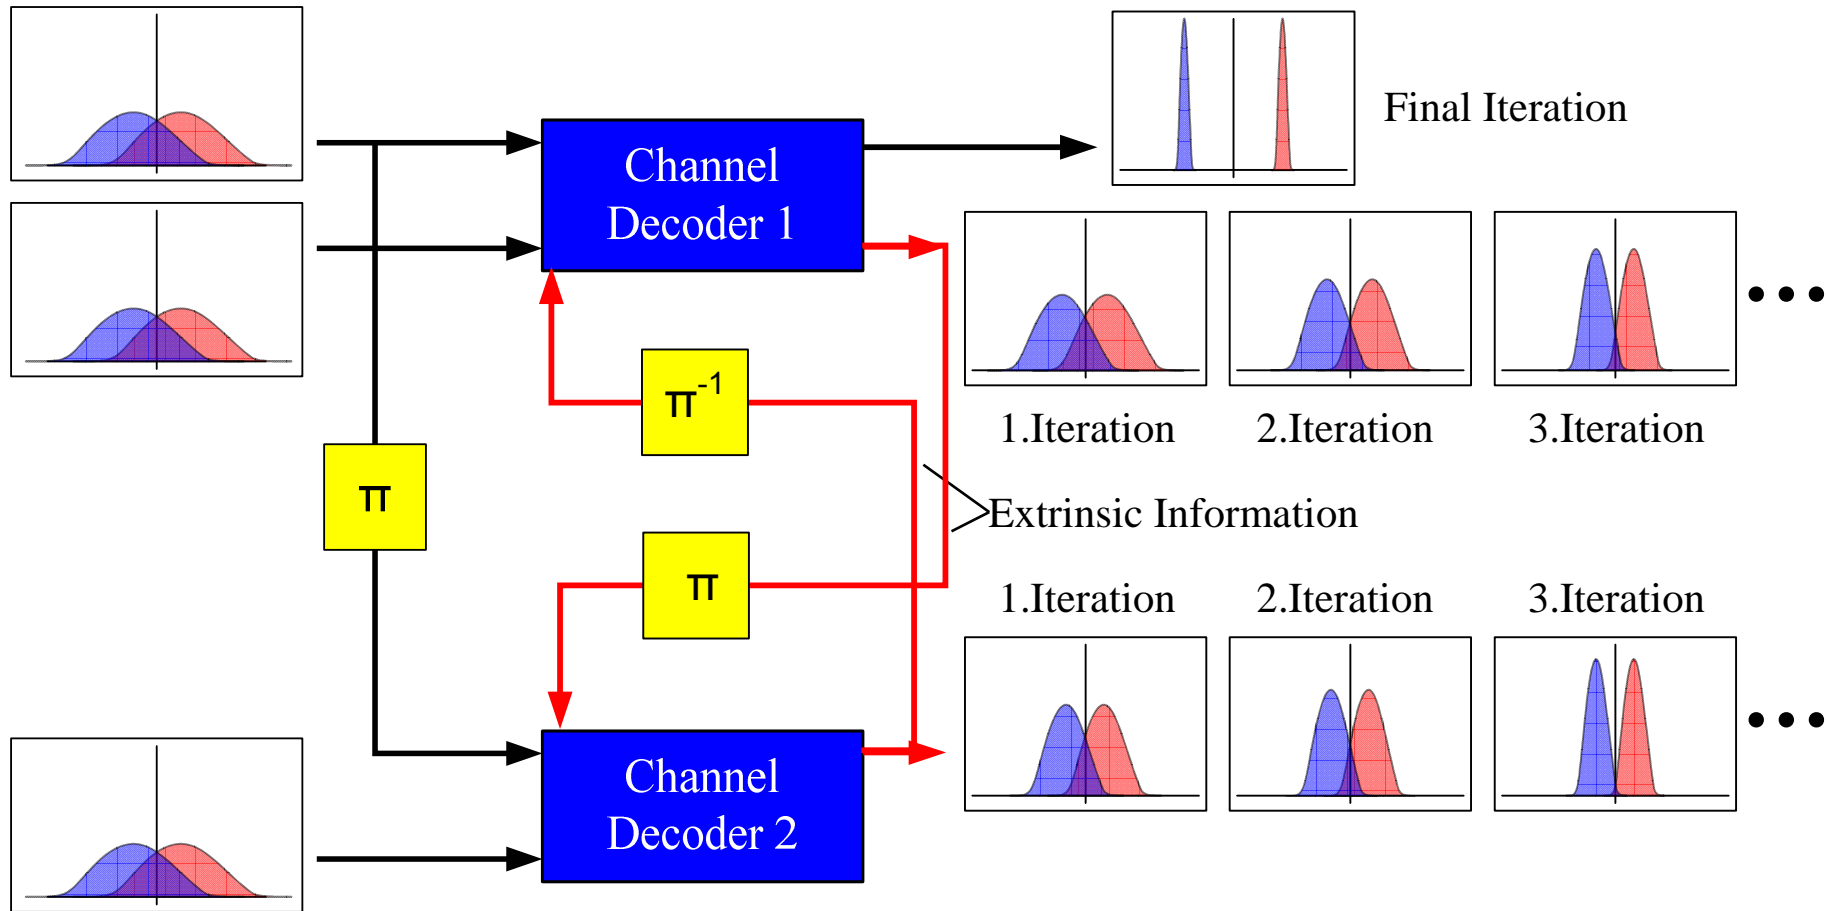 Final Iteration
Channel
Decoder 1
π⁻¹
1.Iteration
2.Iteration
3.Iteration
π
Extrinsic Information
π
1.Iteration
2.Iteration
3.Iteration
Channel
Decoder 2